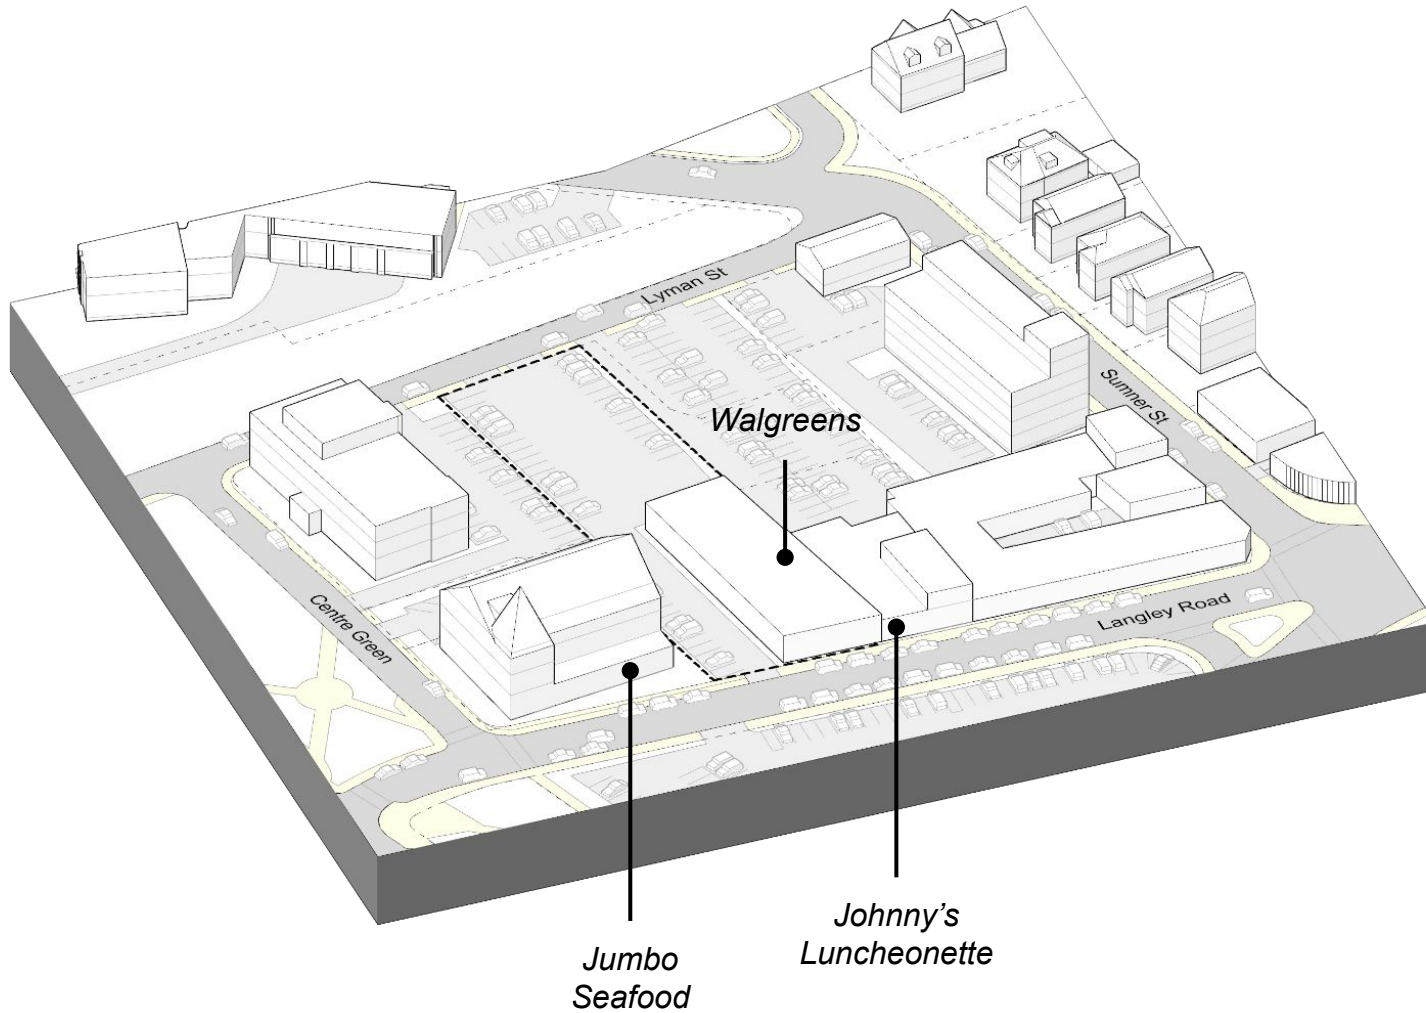 Lyman St
Walgreens
Sumner St
Centre Green
Langley Road
Johnny’s
Luncheonette
Jumbo
Seafood